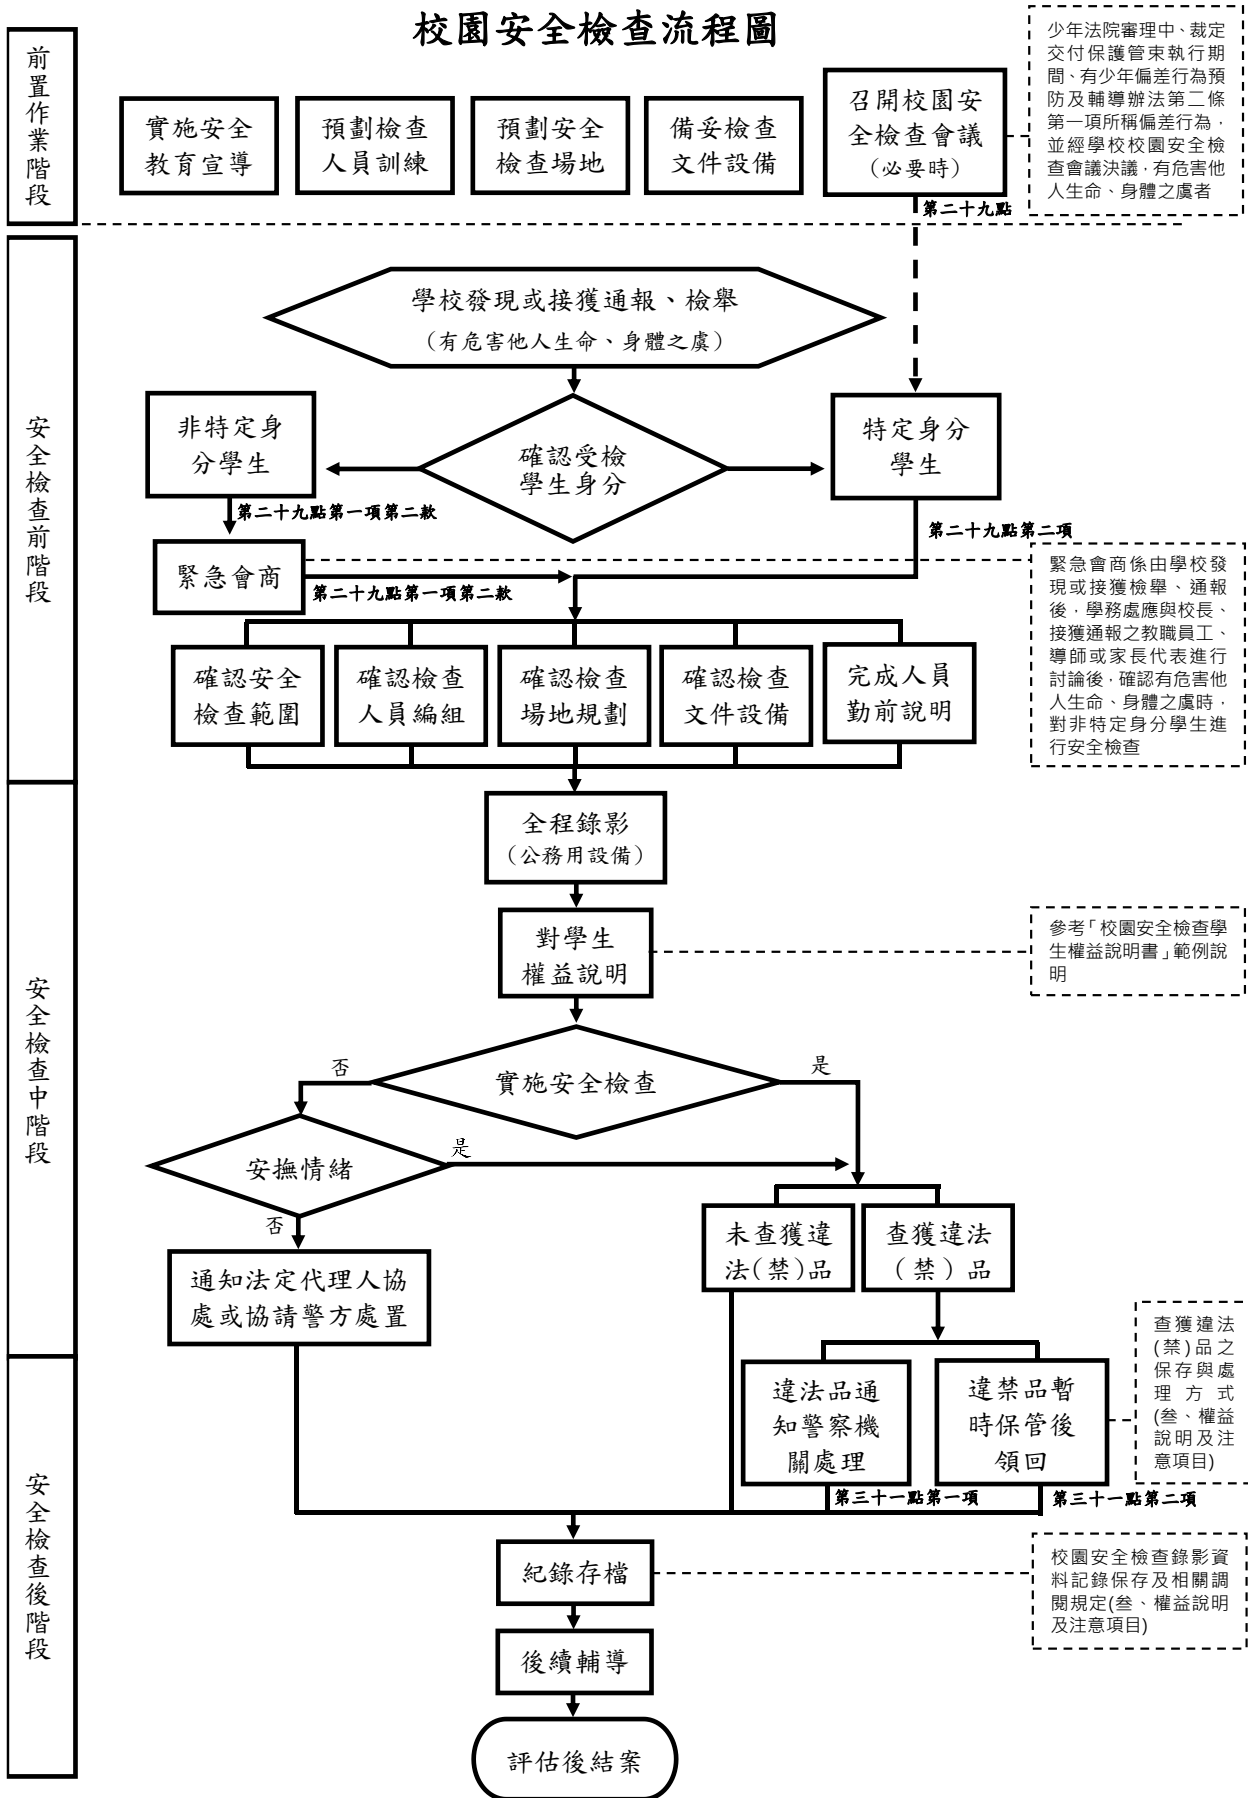 校園安全檢查流程圖
前置作業階段
實施安全
教育宣導
預劃檢查
人員訓練
預劃安全
檢查場地
備妥檢查
文件設備
召開校園安
全檢查會議
(必要時)
少年法院審理中、裁定
交付保護管束執行期
間、有少年偏差行為預
防及輔導辦法第二條
第一項所稱偏差行為,
並經學校校園安全檢
查會議決議,有危害他
人生命、身體之虞者
第二十九點
安全檢查前階段
學校發現或接獲通報、檢舉
(有危害他人生命、身體之虞)
非特定身
分學生
確認受檢
學生身分
特定身分
學生
第二十九點第一項第二款
第二十九點第二項
緊急會商
第二十九點第一項第二款
緊急會商係由學校發
現或接獲檢舉、通報
後,學務處應與校長、
接獲通報之教職員工、
導師或家長代表進行
討論後,確認有危害他
人生命、身體之虞時,
對非特定身分學生進
行安全檢查
確認安全
檢查範圍
確認檢查
人員編組
確認檢查
場地規劃
確認檢查
文件設備
完成人員
勤前說明
安全檢查中階段
全程錄影
(公務用設備)
對學生
權益說明
參考「校園安全檢查學
生權益說明書」範例說
明
實施安全檢查
否
是
安撫情緒
是
否
通知法定代理人協
處或協請警方處置
未查獲違
法(禁)品
查獲違法
(禁)品
安全檢查後階段
違法品通
知警察機
關處理
違禁品暫
時保管後
領回
查獲違法
(禁)品之
保存與處
理方式
(叁、權益
說明及注
意項目)
第三十一點第一項
第三十一點第二項
紀錄存檔
校園安全檢查錄影資
料記錄保存及相關調
閱規定(叁、權益說明
及注意項目)
後續輔導
評估後結案